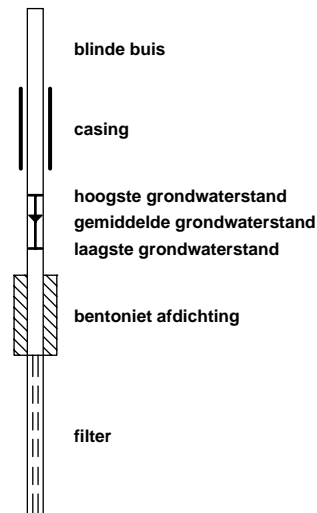 blinde buis
casing
hoogste grondwaterstand
gemiddelde grondwaterstand
laagste grondwaterstand
bentoniet afdichting
filter